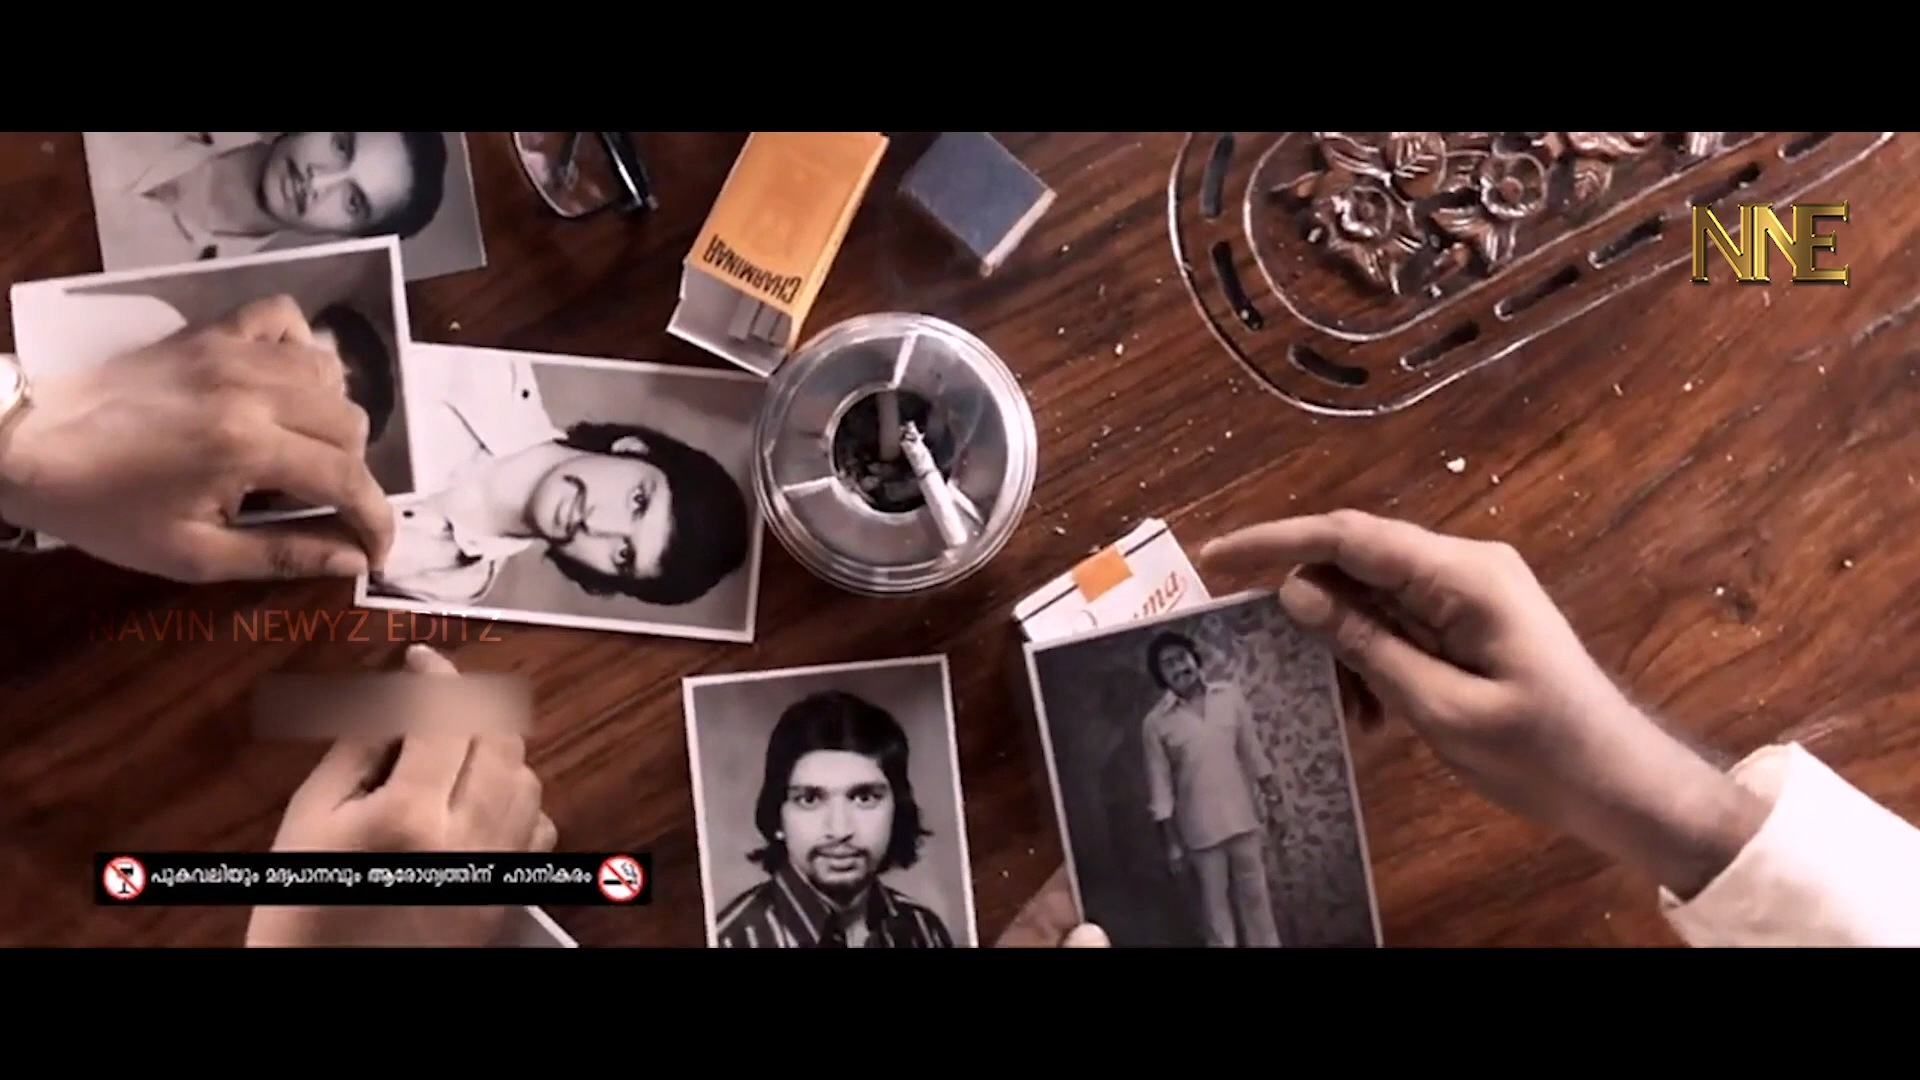 CHARMINAR
NNE
NAVIN NEWYZ EDITZ
പുകവലിയും മദ്യപാനവും ആരോഗ്യത്തിന് ഹാനികരം